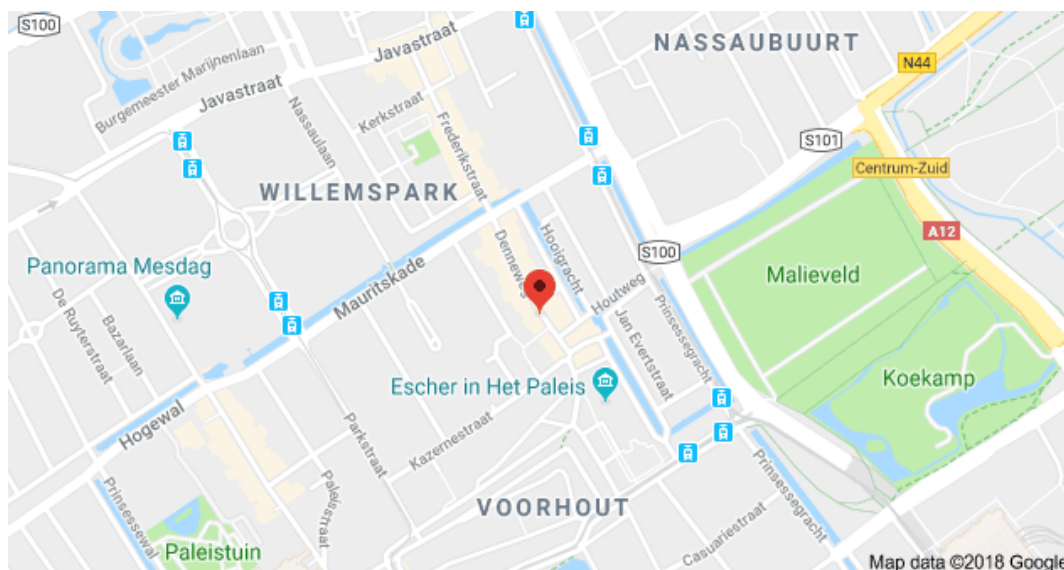 S100
Javastraat
NASSAUBUURT
N44
Burgemeester Marijnenlaan
Javastraat
Nassaulaan
Kerkstraat
Frederikstraat
S101
Centrum-Zuid
WILLEMSPARK
A12
Hooigracht
S100
Denneweg
Panorama Mesdag
Mauritskade
Malieveld
Houtweg
De Ruyterstraat
Bazarlaan
Prinsessegracht
Jan Evertstraat
Escher in Het Paleis
Koekamp
Hogewal
Parkstraat
Kazernestraat
Prinsessewal
Paleisstraat
VOORHOUT
Prinsessegracht
Casuariestraat
Paleistuin
Map data ©2018 Google